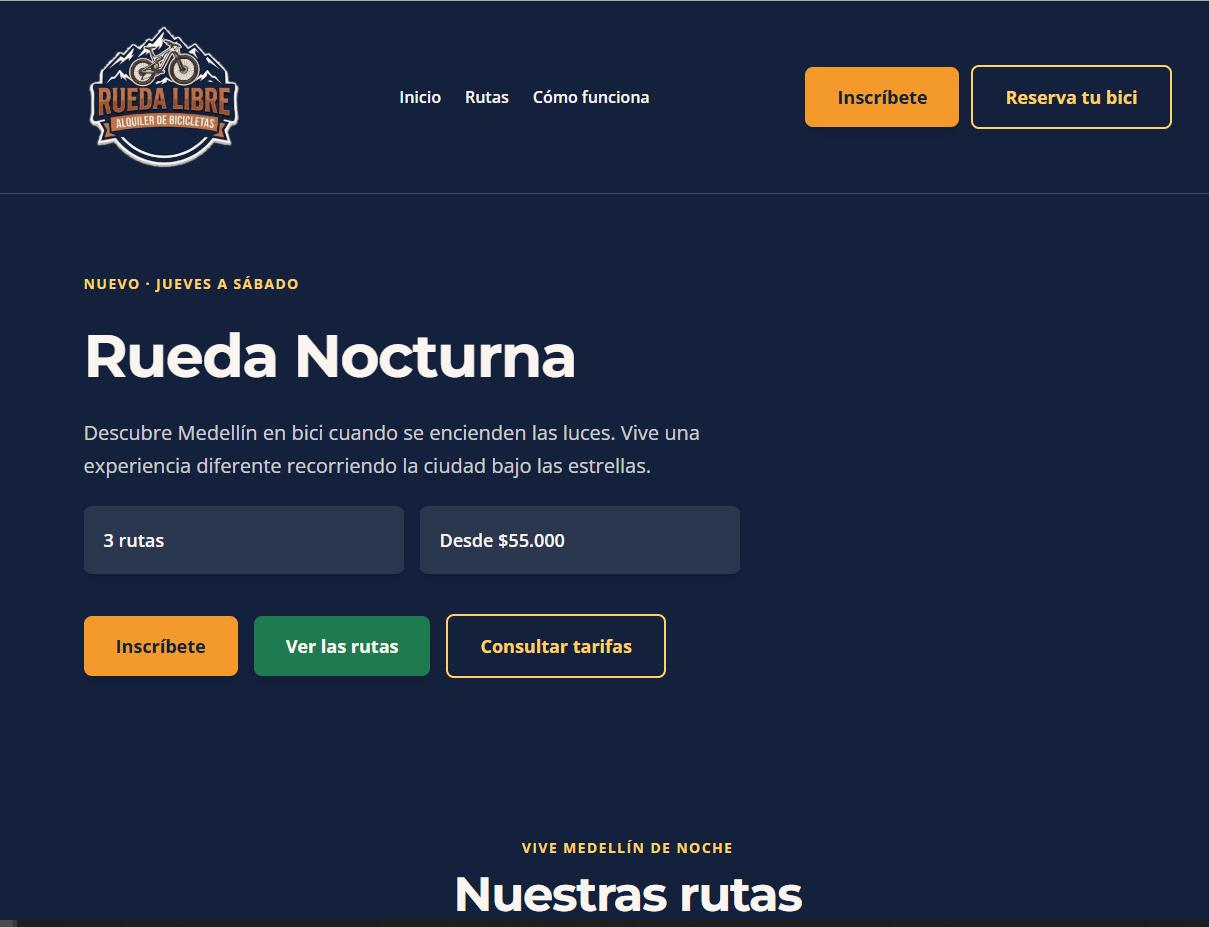 RUEDA LIBRE
ALQUILER DE BICICLETAS
Inicio
Rutas
Cómo funciona
Inscríbete
Reserva tu bici
NUEVO · JUEVES A SÁBADO
Rueda Nocturna
Descubre Medellín en bici cuando se encienden las luces. Vive una
experiencia diferente recorriendo la ciudad bajo las estrellas.
3 rutas
Desde $55.000
Inscríbete
Ver las rutas
Consultar tarifas
VIVE MEDELLÍN DE NOCHE
Nuestras rutas